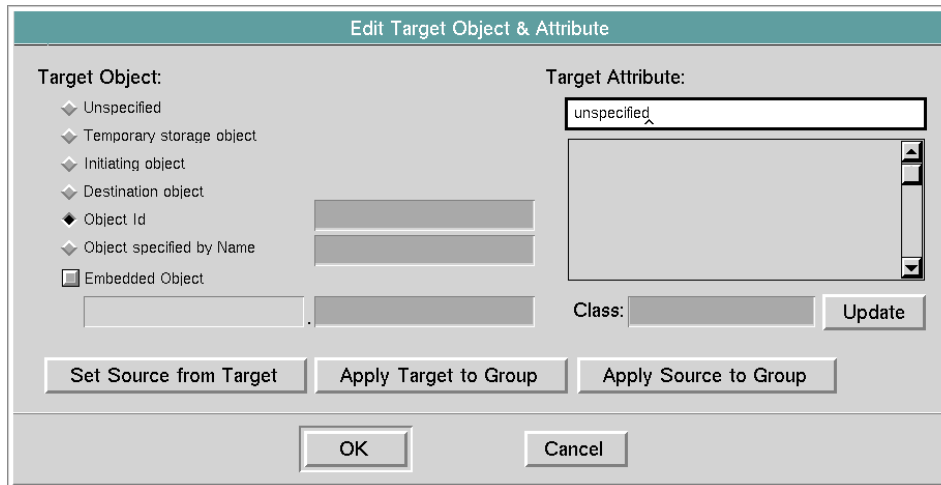 Edit Target Object & Attribute
Target Object:
Unspecified
Temporary storage object
Initiating object
Destination object
Object Id
Object specified by Name
Embedded Object
.
Target Attribute:
unspecified
Class:
Update
Set Source from Target
Apply Target to Group
Apply Source to Group
OK
Cancel